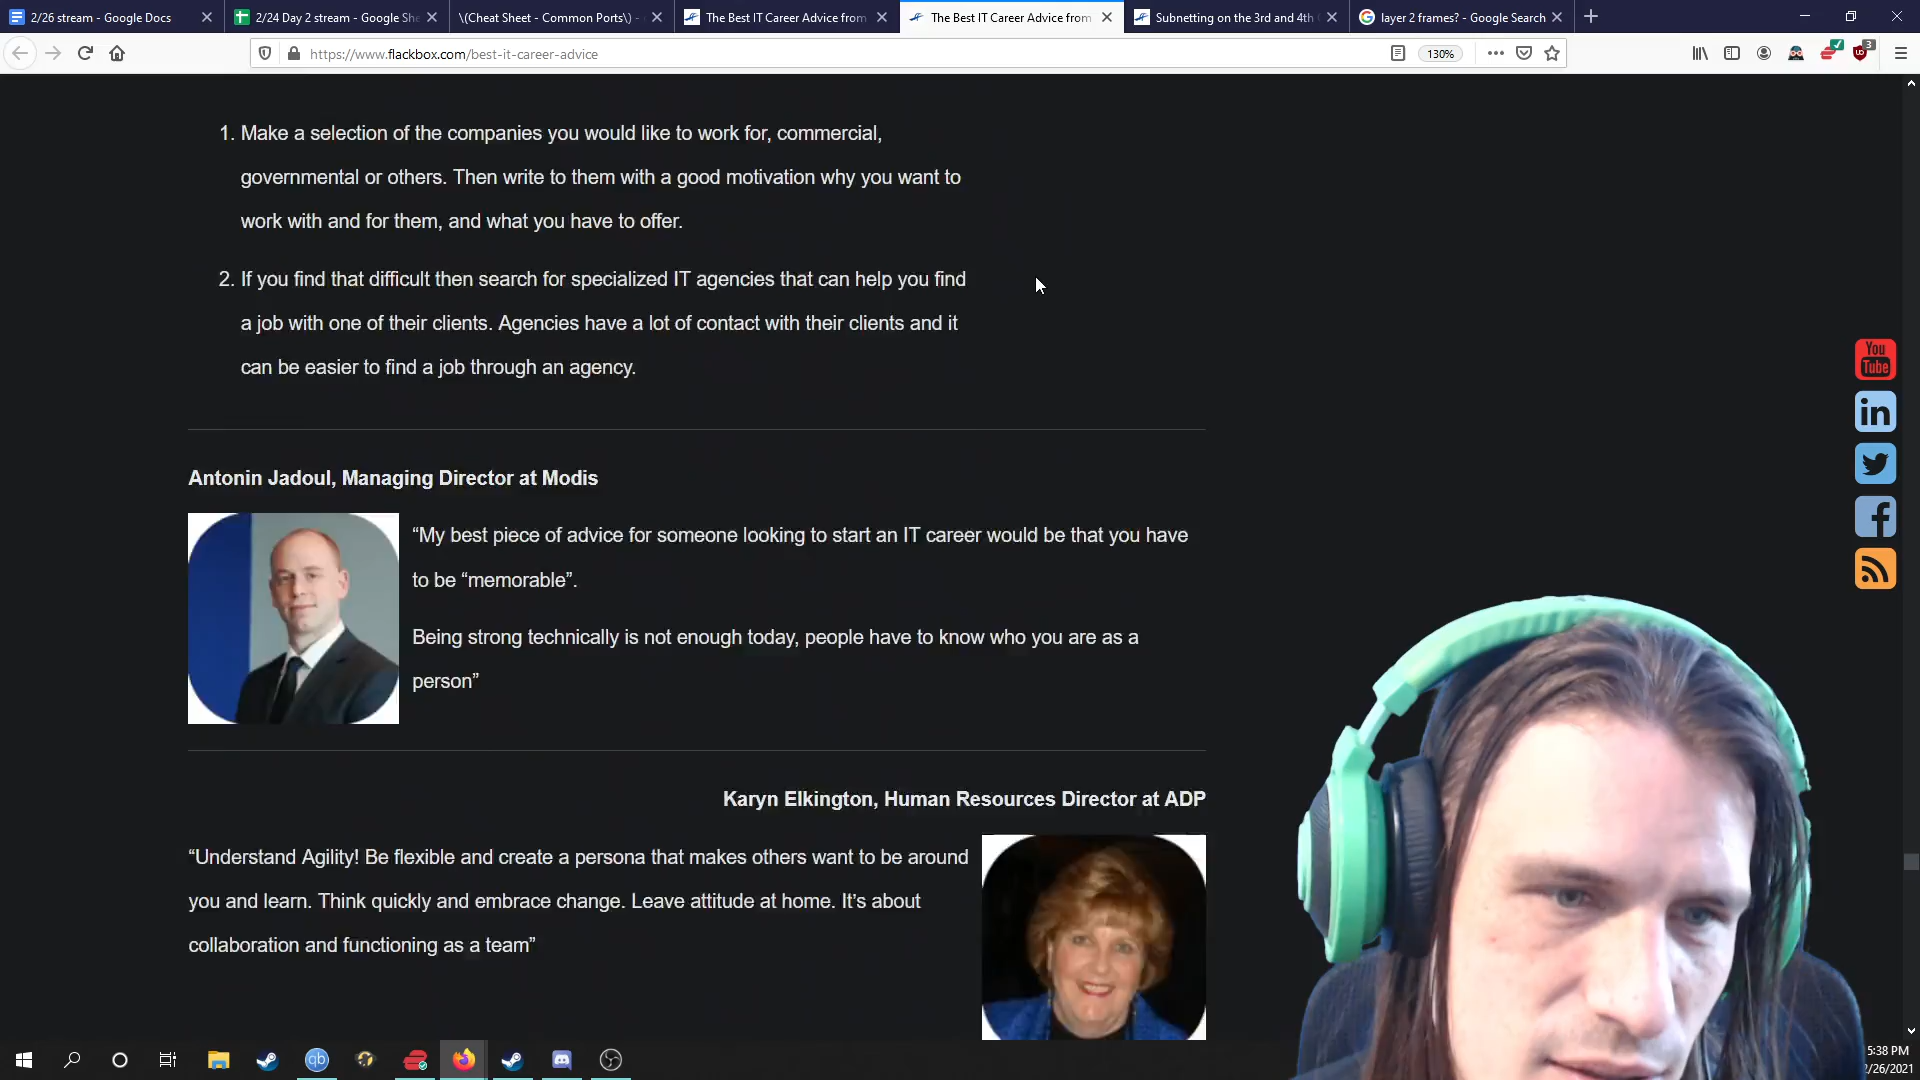 2/26 stream - Google Docs
2/24 Day 2 stream - Google She
\(Cheat Sheet - Common Ports\) -
The Best IT Career Advice from
The Best IT Career Advice from
Subnetting on the 3rd and 4th
layer 2 frames? - Google Search
https://www.flackbox.com/best-it-career-advice
130%
3
1. Make a selection of the companies you would like to work for, commercial,
governmental or others. Then write to them with a good motivation why you want to
work with and for them, and what you have to offer.
2. If you find that difficult then search for specialized IT agencies that can help you find
a job with one of their clients. Agencies have a lot of contact with their clients and it
can be easier to find a job through an agency.
You
Tube
in
Antonin Jadoul, Managing Director at Modis
“My best piece of advice for someone looking to start an IT career would be that you have
to be “memorable”.
Being strong technically is not enough today, people have to know who you are as a
person”
Karyn Elkington, Human Resources Director at ADP
“Understand Agility! Be flexible and create a persona that makes others want to be around
you and learn. Think quickly and embrace change. Leave attitude at home. It’s about
collaboration and functioning as a team”
qb
5:38 PM
/26/2021